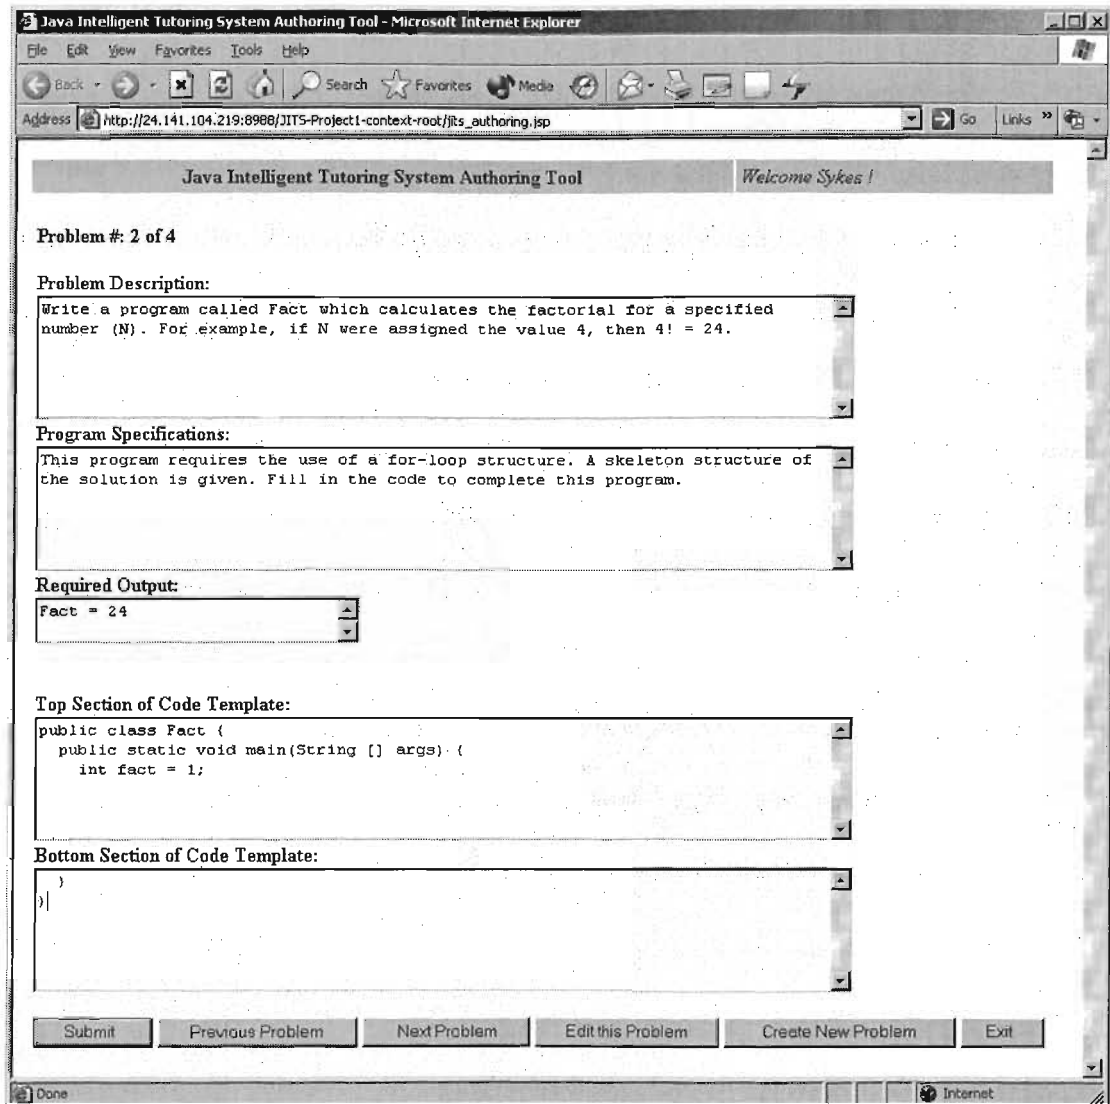 Java Intelligent Tutoring System Authoring Tool - Microsoft Internet Explorer
File Edit View Favorites Tools Help
Back Search Favorites Media
Address http://24.141.104.219:8988/JITS-Project1-context-root/jits_authoring.jsp Go Links »
Java Intelligent Tutoring System Authoring Tool Welcome Sykes !
Problem #: 2 of 4
Problem Description:
Write a program called Fact which calculates the factorial for a specified
number (N). For example, if N were assigned the value 4, then 4! = 24.
Program Specifications:
This program requires the use of a for-loop structure. A skeleton structure of
the solution is given. Fill in the code to complete this program.
Required Output:
Fact = 24
Top Section of Code Template:
public class Fact {
public static void main(String [] args) {
int fact = 1;
Bottom Section of Code Template:
}
}
Submit Previous Problem Next Problem Edit this Problem Create New Problem Exit
Done Internet